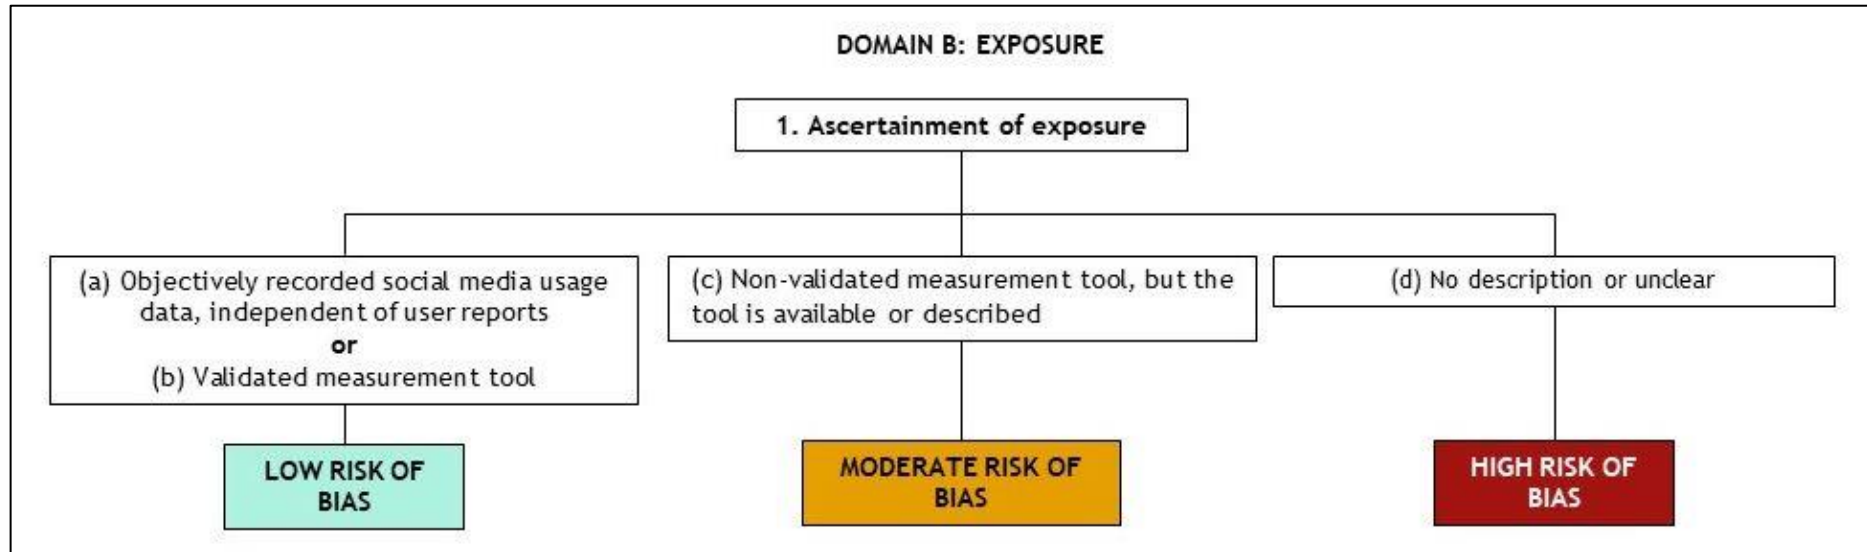 DOMAIN B: EXPOSURE
1. Ascertainment of exposure
(a) Objectively recorded social media usage
data, independent of user reports
or
(b) Validated measurement tool
(c) Non-validated measurement tool, but the
tool is available or described
(d) No description or unclear
LOW RISK OF
BIAS
MODERATE RISK OF
BIAS
HIGH RISK OF
BIAS